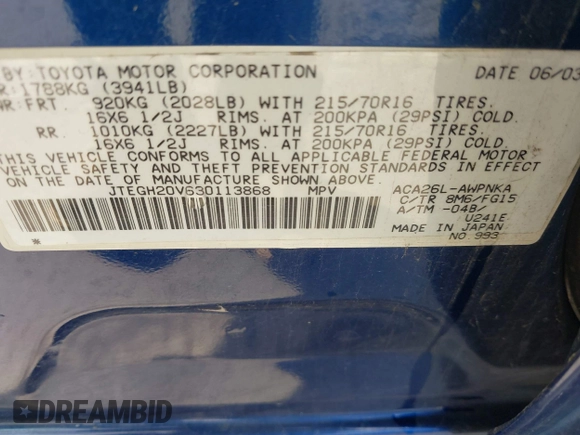 BY: TOYOTA MOTOR CORPORATION DATE 06/03
R: 1788KG (3941LB)
WR: FRT. 920KG (2028LB) WITH 215/70R16 TIRES.
16X6 1/2J RIMS. AT 200KPA (29PSI) COLD.
RR. 1010KG (2227LB) WITH 215/70R16 TIRES.
16X6 1/2J RIMS. AT 200KPA (29PSI) COLD.
THIS VEHICLE CONFORMS TO ALL APPLICABLE FEDERAL MOTOR
VEHICLE SAFETY AND THEFT PREVENTION STANDARDS IN EFFECT
ON THE DATE OF MANUFACTURE SHOWN ABOVE.
JTEGH20V630113868 MPV ACA26L-AWPNKA
C/TR 8M6/FG15
A/TM -04B/
U241E
MADE IN JAPAN
NO. 993
DREAMBID